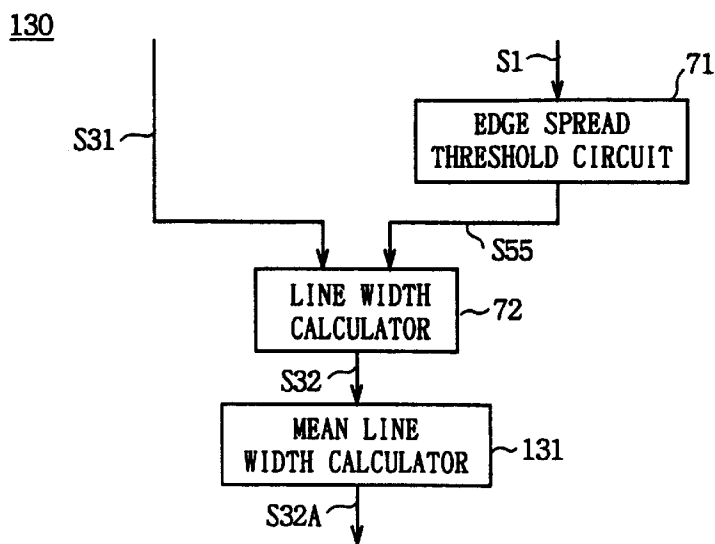 130
S1
71
EDGE SPREAD
THRESHOLD CIRCUIT
S31
S55
LINE WIDTH
CALCULATOR
72
S32
MEAN LINE
WIDTH CALCULATOR
131
S32A